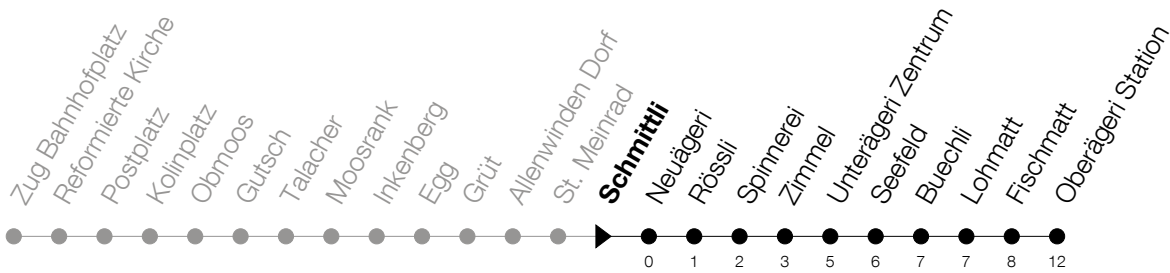 Zug Bahnhofplatz
Reformierte Kirche
Postplatz
Kolinplatz
Obmoos
Gutsch
Talacher
Moosrank
Inkenberg
Egg
Grüt
Allenwinden Dorf
St. Meinrad
Schmittli
Neuägeri
Rössli
Spinnerei
Zimmel
Unterägeri Zentrum
Seefeld
Buechli
Lohmatt
Fischmatt
Oberägeri Station
0 1 2 3 5 6 7 7 8 12